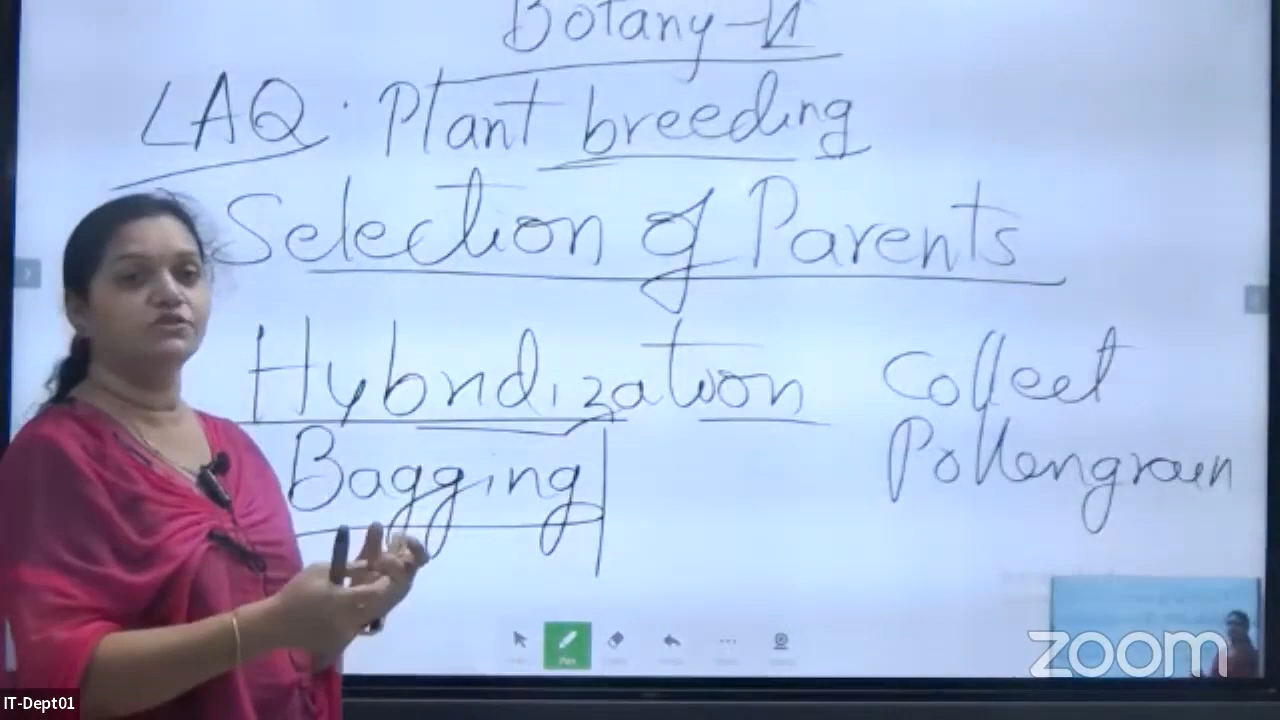 Botany-II
LAQ. Plant breeding
Selection of Parents
Hybridization
Collect
Pollengrain
Bagging
zoom
IT-Dept01